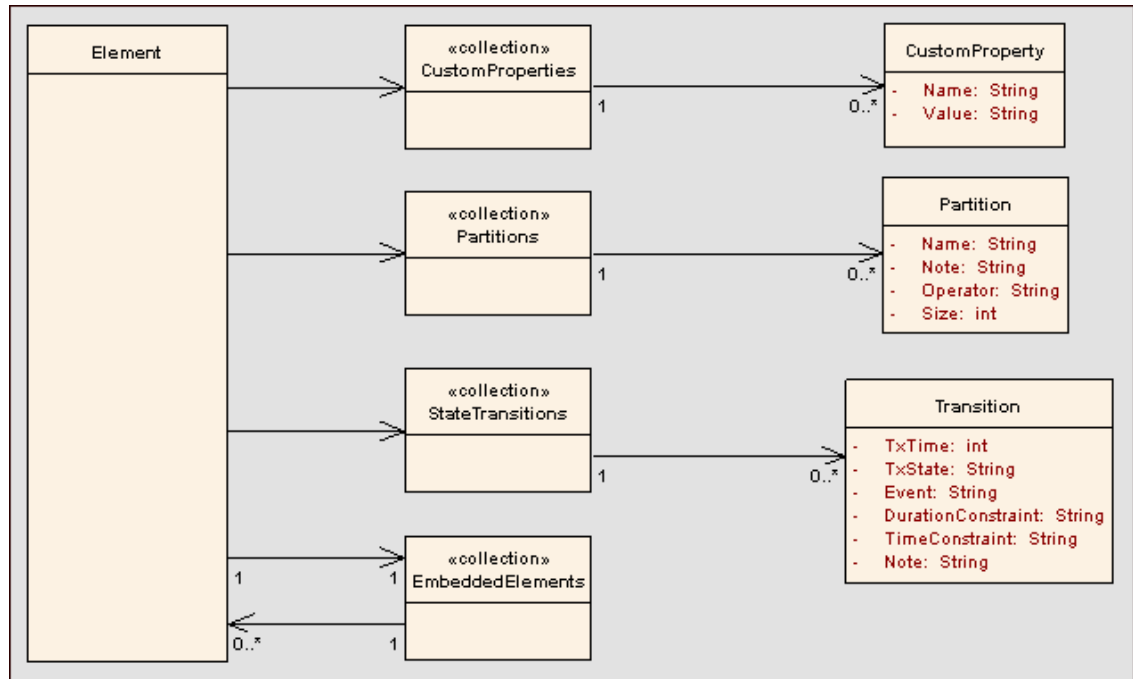 Element
«collection»
CustomProperties
1
0..*
CustomProperty
- Name: String
- Value: String
«collection»
Partitions
1
0..*
Partition
- Name: String
- Note: String
- Operator: String
- Size: int
«collection»
StateTransitions
1
0..*
Transition
- TxTime: int
- TxState: String
- Event: String
- DurationConstraint: String
- TimeConstraint: String
- Note: String
1
1
«collection»
EmbeddedElements
0..*
1